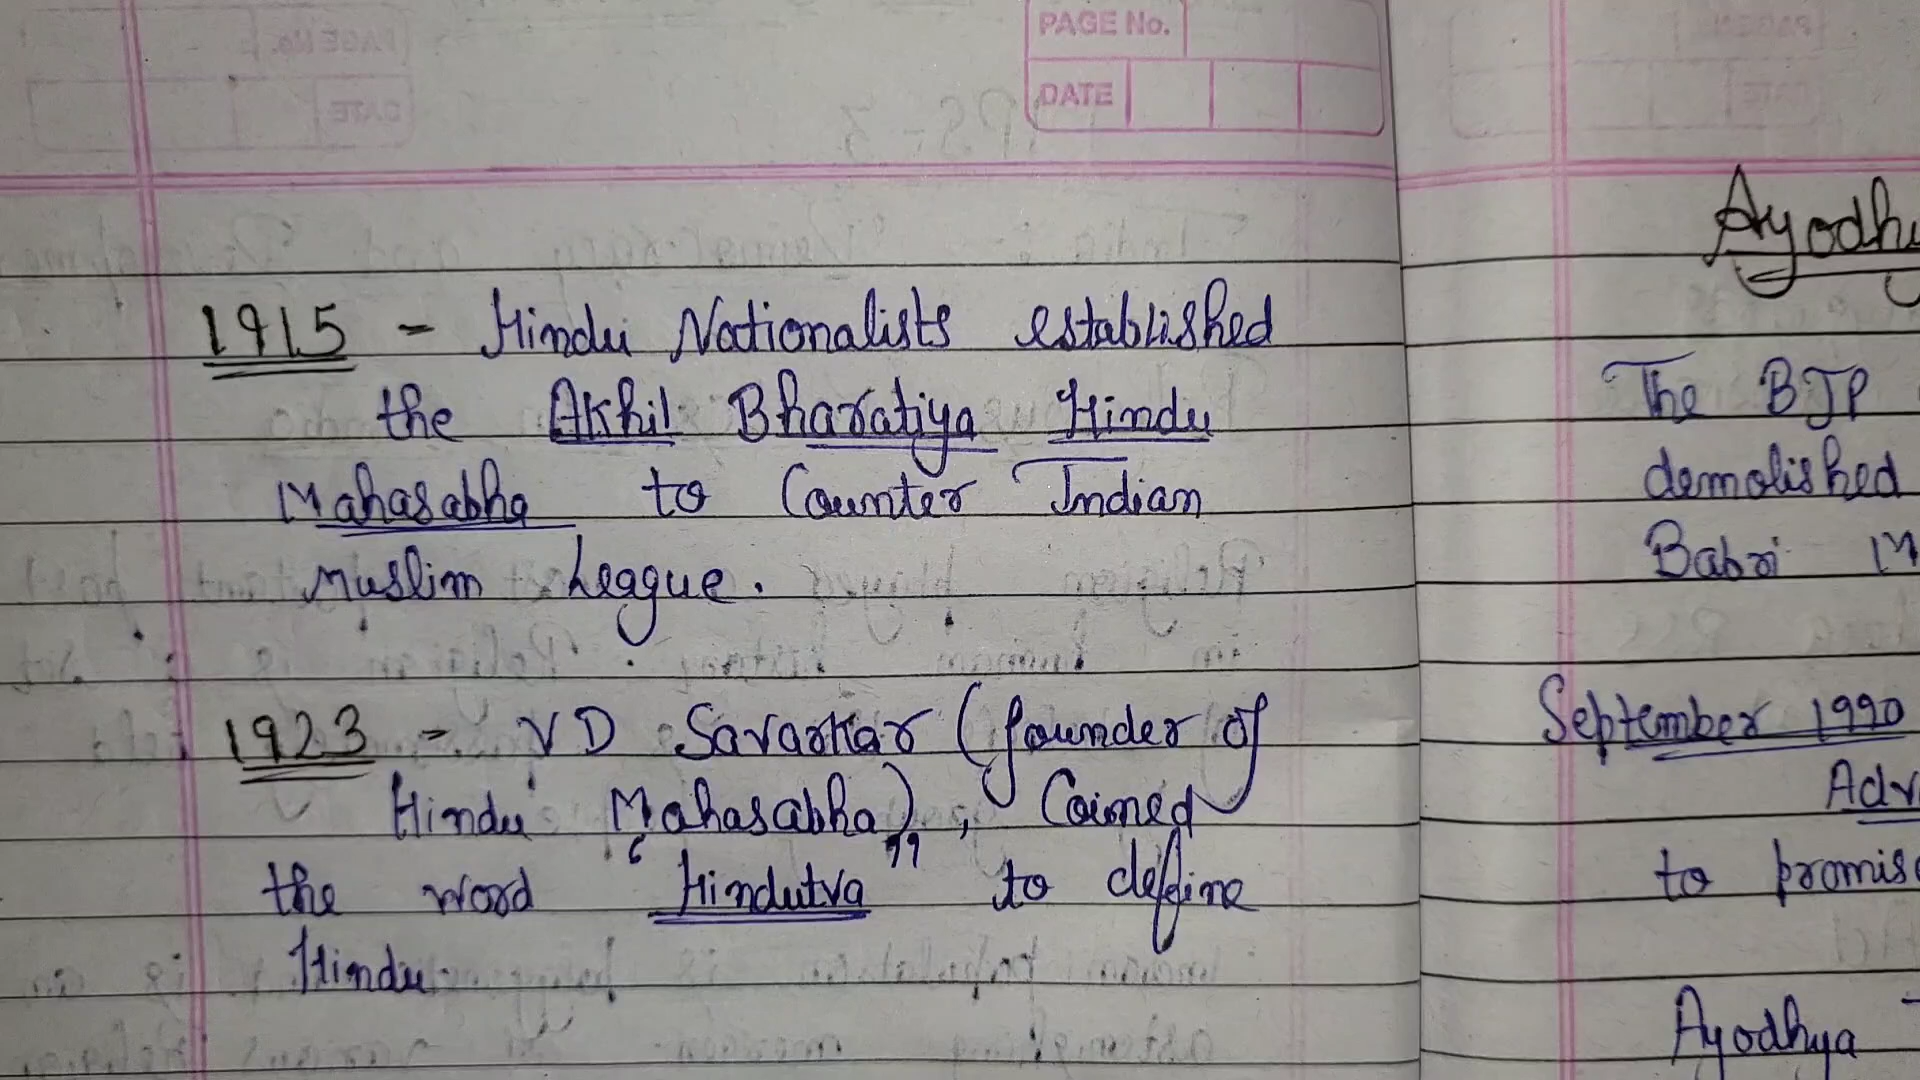 PAGE No.
DATE
1915 - Hindu Nationalists established
the Akhil Bharatiya Hindu
Mahasabha to Counter Indian
Muslim League.
1923 - VD Savarkar (founder of
Hindu Mahasabha), Coined
the word "Hindutva" to define
Hindu.
Ayodhy
The BJP
demolished
Babri M
September 1990
Adv
to promise
Ayodhya